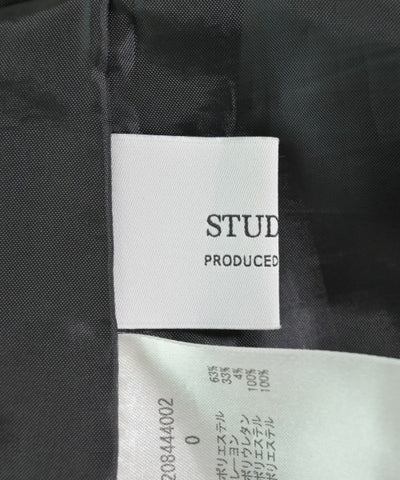 STUD
PRODUCED
208444002
0
ポリエステル 63%
レーヨン 33%
ポリウレタン 4%
ポリエステル 100%
ポリエステル 100%